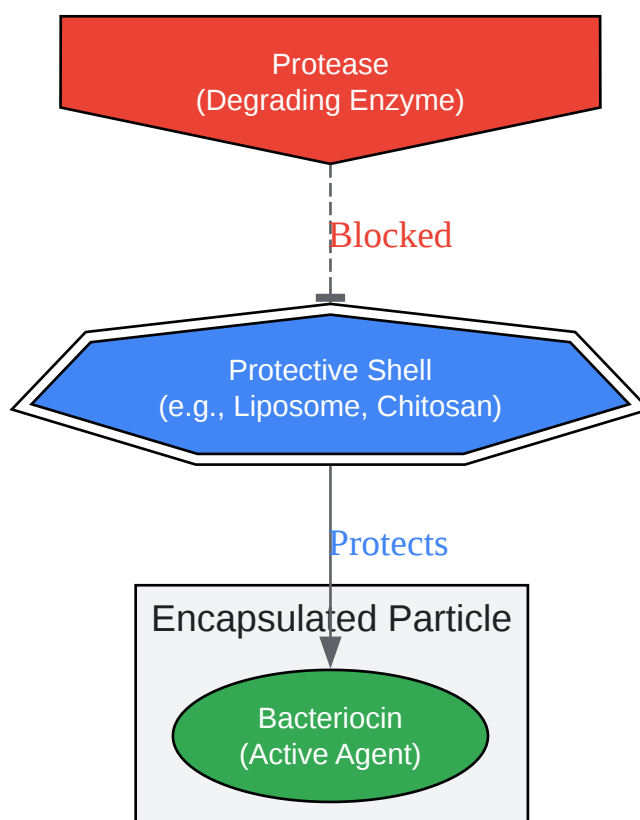 Protease
(Degrading Enzyme)
Blocked
Protective Shell
(e.g., Liposome, Chitosan)
Protects
Encapsulated Particle
Bacteriocin
(Active Agent)